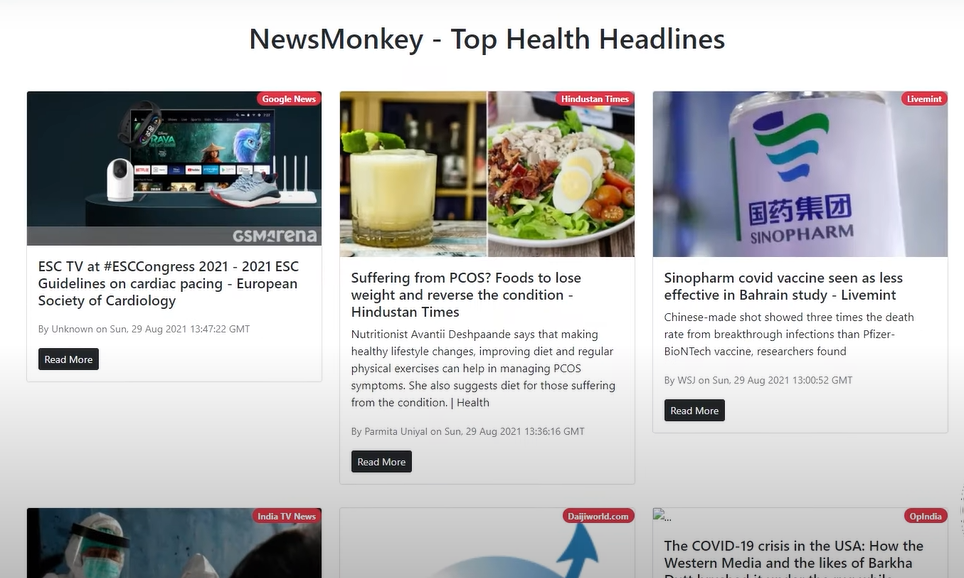 NewsMonkey - Top Health Headlines
Google News
GSMarena
ESC TV at #ESCCongress 2021 - 2021 ESC
Guidelines on cardiac pacing - European
Society of Cardiology
By Unknown on Sun, 29 Aug 2021 13:47:22 GMT
Read More
Hindustan Times
Suffering from PCOS? Foods to lose
weight and reverse the condition -
Hindustan Times
Nutritionist Avantii Deshpaande says that making
healthy lifestyle changes, improving diet and regular
physical exercises can help in managing PCOS
symptoms. She also suggests diet for those suffering
from the condition. | Health
By Parmita Uniyal on Sun, 29 Aug 2021 13:36:16 GMT
Read More
Livemint
国药集团
SINOPHARM
Sinopharm covid vaccine seen as less
effective in Bahrain study - Livemint
Chinese-made shot showed three times the death
rate from breakthrough infections than Pfizer-
BioNTech vaccine, researchers found
By WSJ on Sun, 29 Aug 2021 13:00:52 GMT
Read More
India TV News
Daijiworld.com
OpIndia
...
The COVID-19 crisis in the USA: How the
Western Media and the likes of Barkha